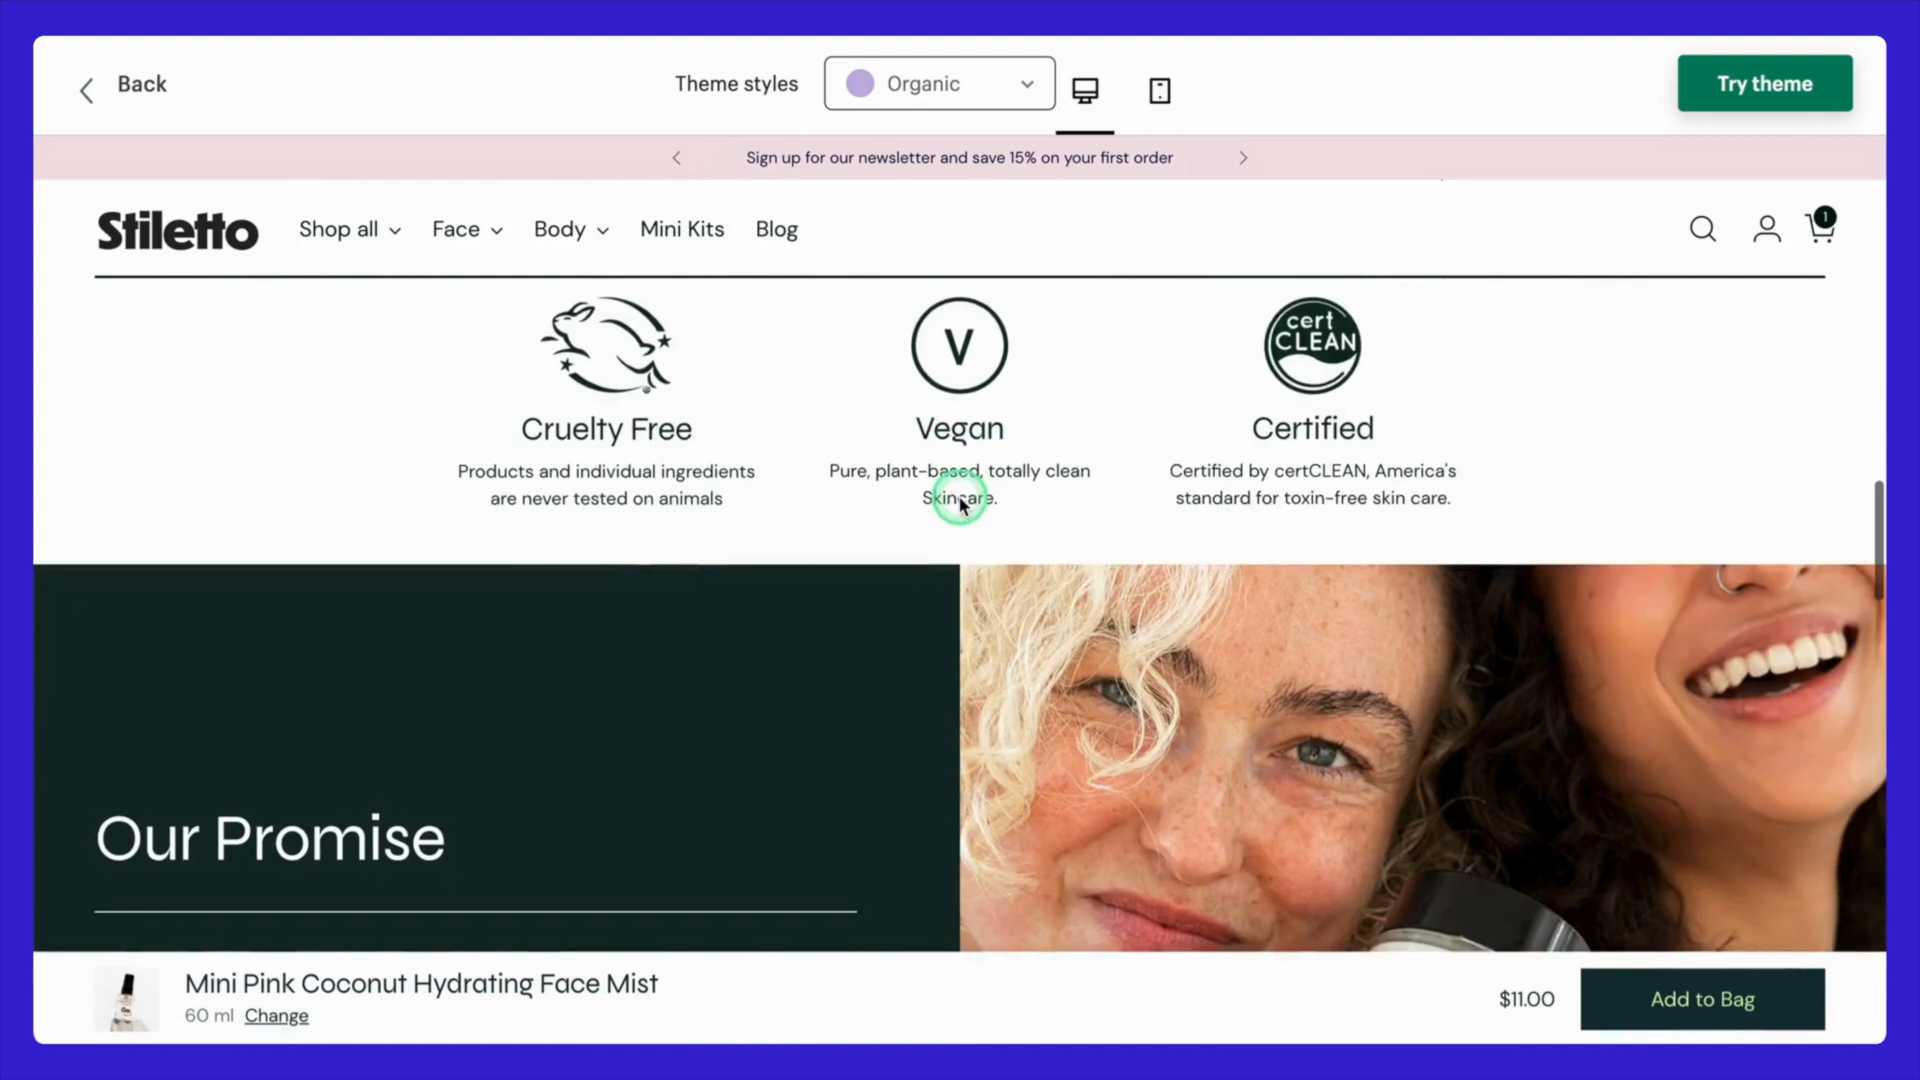 Back
Theme styles
Organic
Try theme
Sign up for our newsletter and save 15% on your first order
Stiletto
Shop all
Face
Body
Mini Kits
Blog
1
V
cert
CLEAN
Cruelty Free
Vegan
Certified
Products and individual ingredients
are never tested on animals
Pure, plant-based, totally clean
Skincare.
Certified by certCLEAN, America's
standard for toxin-free skin care.
Our Promise
Mini Pink Coconut Hydrating Face Mist
60 ml Change
$11.00
Add to Bag